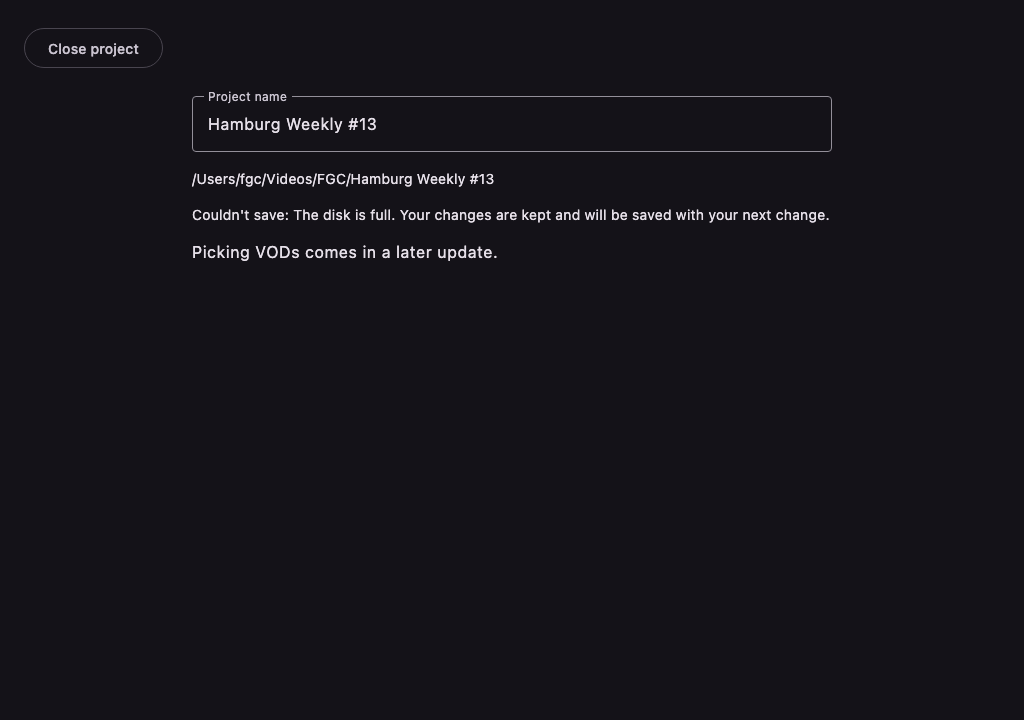 Close project
Project name
Hamburg Weekly #13
/Users/fgc/Videos/FGC/Hamburg Weekly #13
Couldn't save: The disk is full. Your changes are kept and will be saved with your next change.
Picking VODs comes in a later update.